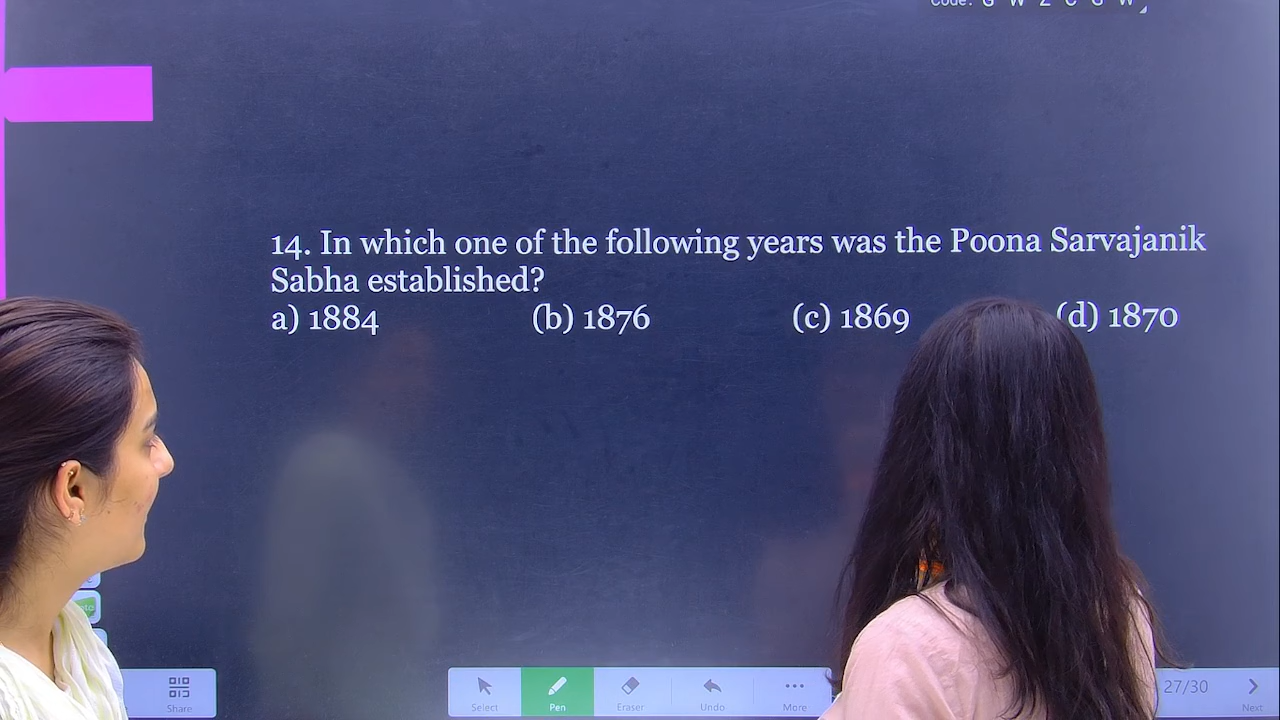 Code: G W Z C G W
14. In which one of the following years was the Poona Sarvajanik
Sabha established?
a) 1884 (b) 1876 (c) 1869 (d) 1870
Share
Select Pen Eraser Undo More
27/30
Next